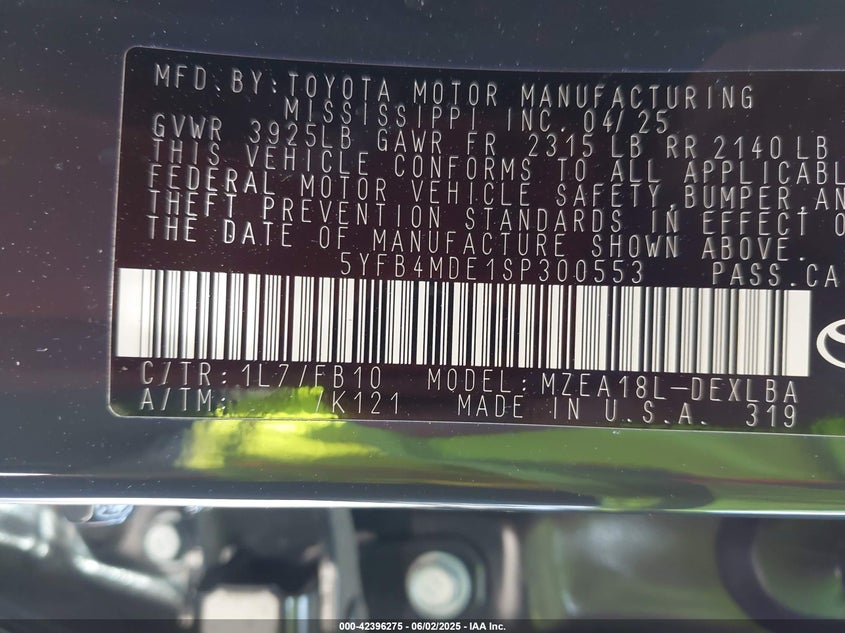 MFD.BY:TOYOTA MOTOR MANUFACTURING
MISSISSIPPI INC. 04/25
GVWR 3925LB GAWR FR 2315 LB RR 2140 LB
THIS VEHICLE CONFORMS TO ALL APPLICABL
FEDERAL MOTOR VEHICLE SAFETY,BUMPER,AN
THEFT PREVENTION STANDARDS IN EFFECT O
THE DATE OF MANUFACTURE SHOWN ABOVE.
5YFB4MDE1SP300553 PASS.CA
C/TR:1L7/FB10 MODEL:MZEA18L-DEXLBA
A/TM: /K121 MADE IN U.S.A. 319
000-42396275 - 06/02/2025 - IAA Inc.